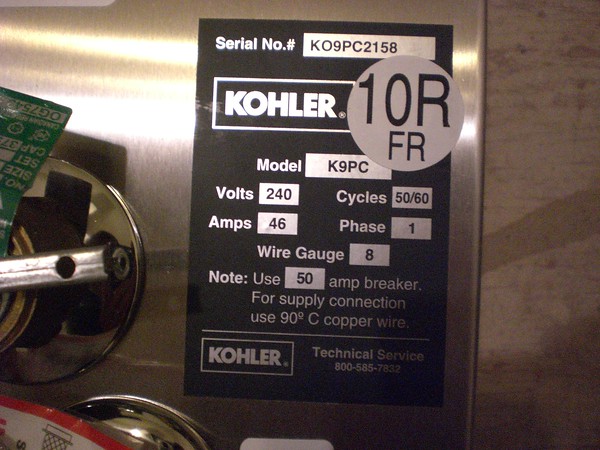 Serial No.# KO9PC2158
KOHLER®
10R
FR
Model K9PC
Volts 240 Cycles 50/60
Amps 46 Phase 1
Wire Gauge 8
Note: Use 50 amp breaker.
For supply connection
use 90º C copper wire.
KOHLER® Technical Service
800-585-7832